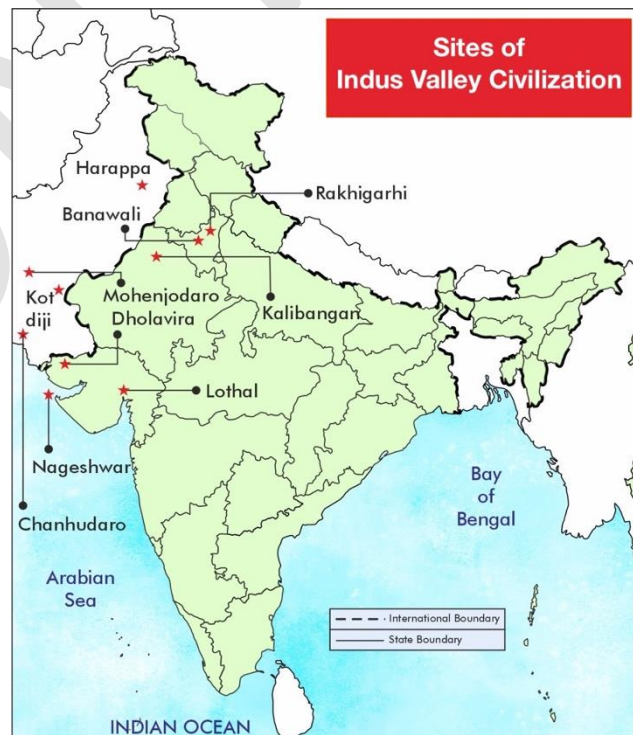 Sites of
Indus Valley Civilization
Harappa
Rakhigarhi
Banawali
Mohenjodaro
Kot
diji
Kalibangan
Dholavira
Lothal
Nageshwar
Chanhudaro
Bay
of
Bengal
Arabian
Sea
International Boundary
State Boundary
INDIAN OCEAN